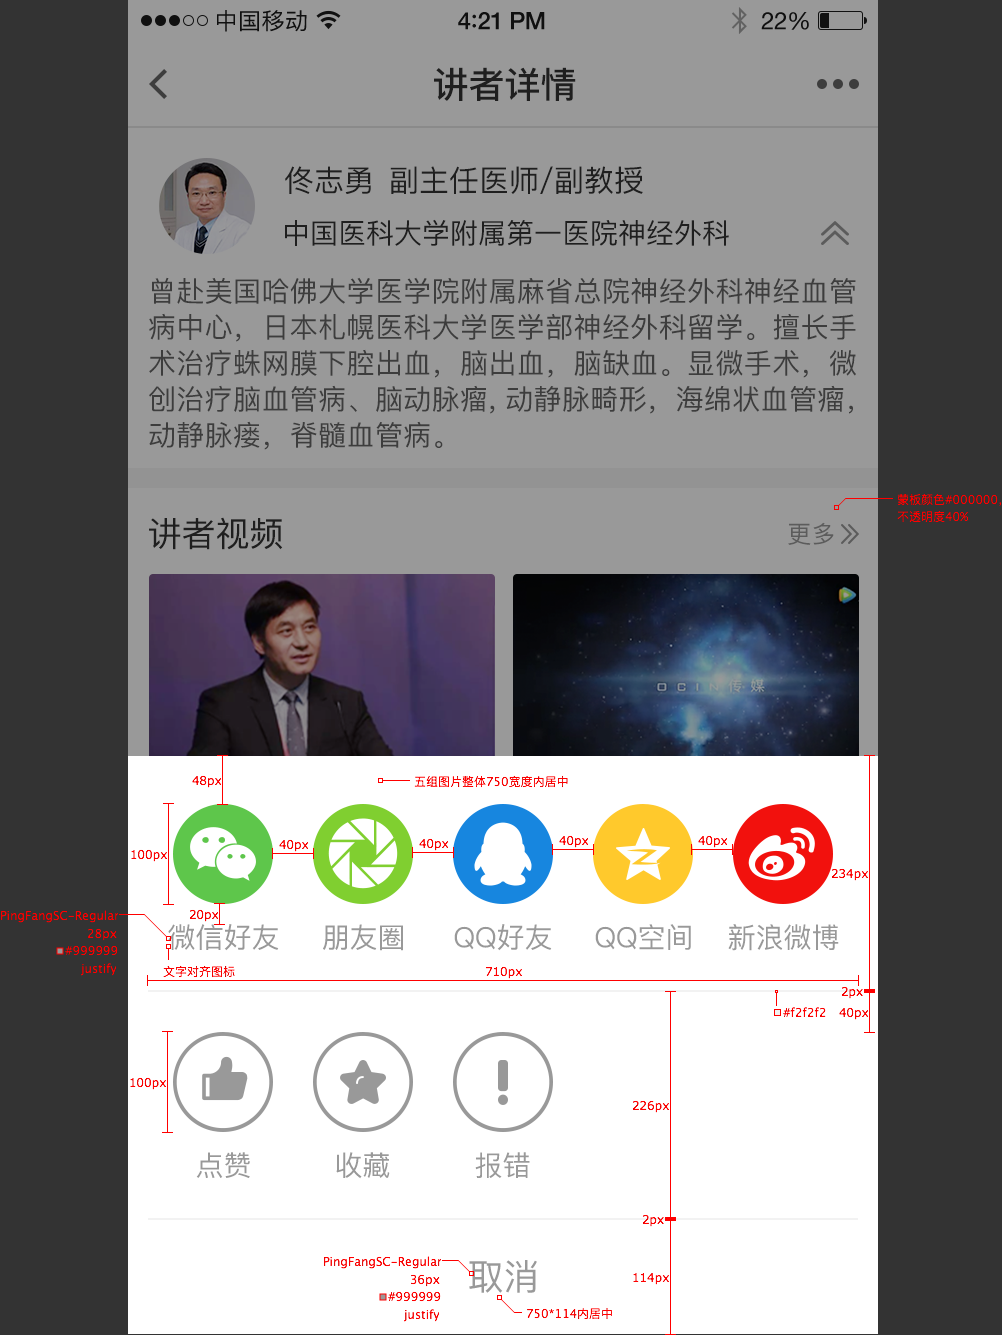 中国移动
4:21 PM
22%
讲者详情
佟志勇 副主任医师/副教授
中国医科大学附属第一医院神经外科
曾赴美国哈佛大学医学院附属麻省总院神经外科神经血管
病中心，日本札幌医科大学医学部神经外科留学。擅长手
术治疗蛛网膜下腔出血，脑出血，脑缺血。显微手术，微
创治疗脑血管病、脑动脉瘤,动静脉畸形，海绵状血管瘤，
动静脉瘘，脊髓血管病。
蒙板颜色#000000,
不透明度40%
讲者视频
更多
OCIN传媒
48px
五组图片整体750宽度内居中
100px
40px
40px
40px
40px
234px
20px
PingFangSC-Regular
28px
#999999
justify
微信好友
朋友圈
QQ好友
QQ空间
新浪微博
文字对齐图标
710px
2px
#f2f2f2
40px
100px
226px
点赞
收藏
报错
2px
PingFangSC-Regular
36px
#999999
justify
取消
114px
750*114内居中